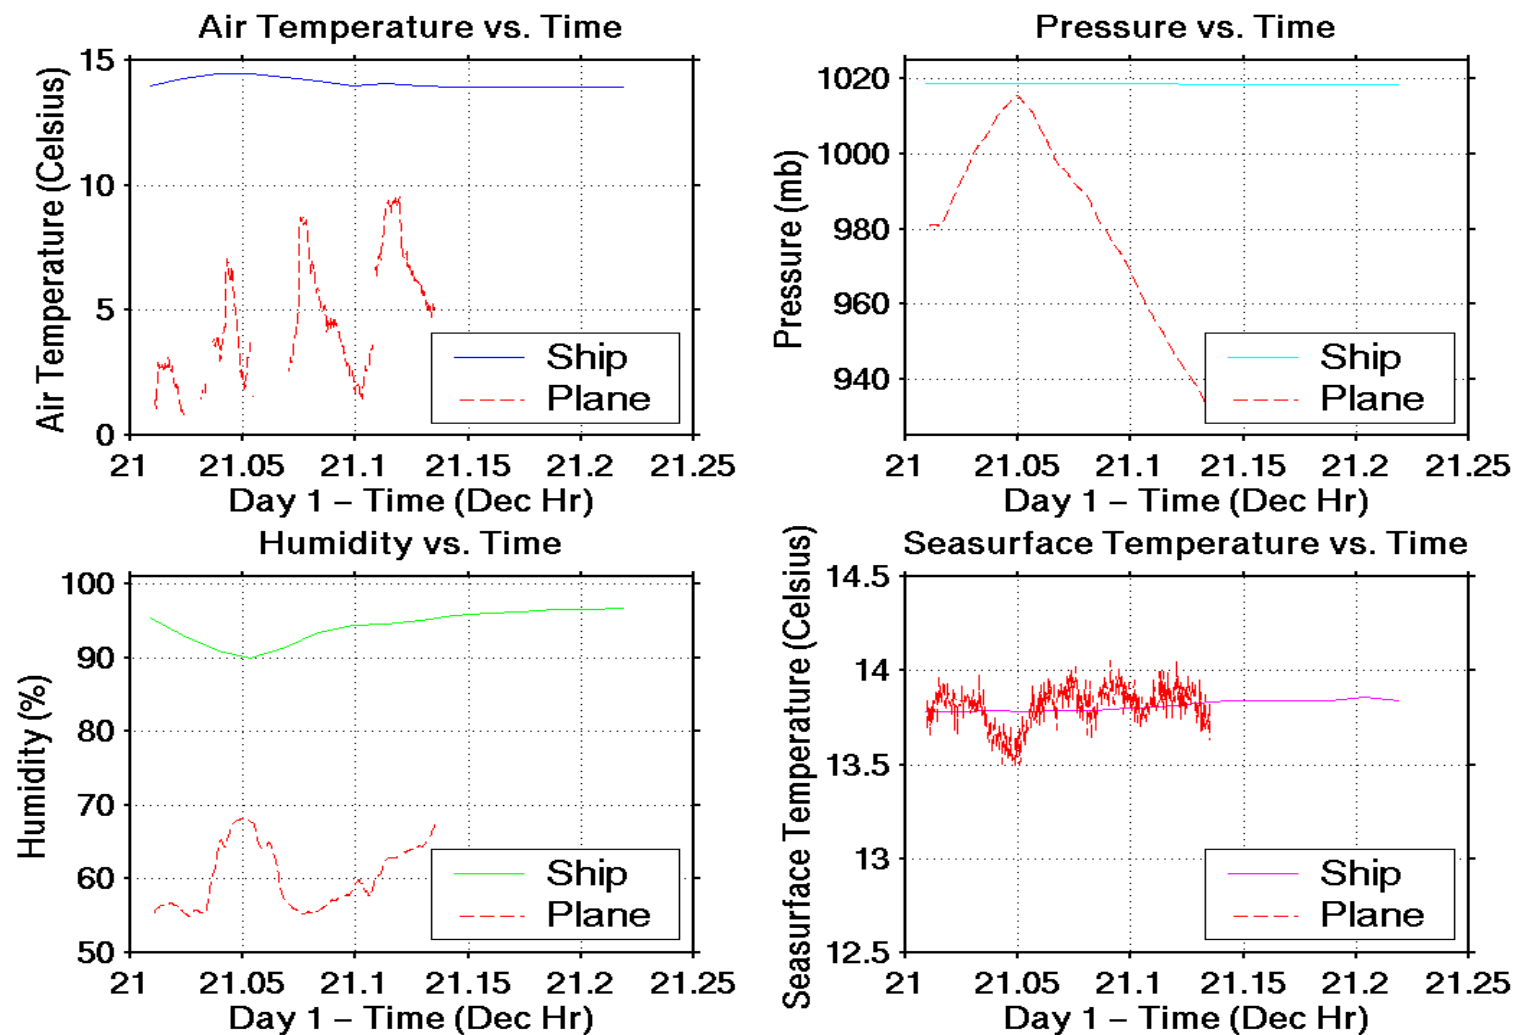 Air Temperature vs. Time
Air Temperature (Celsius)
15
10
5
0
21 21.05 21.1 21.15 21.2 21.25
Day 1 – Time (Dec Hr)
Ship
Plane
Pressure vs. Time
Pressure (mb)
1020
1000
980
960
940
21 21.05 21.1 21.15 21.2 21.25
Day 1 – Time (Dec Hr)
Ship
Plane
Humidity vs. Time
Humidity (%)
100
90
80
70
60
50
21 21.05 21.1 21.15 21.2 21.25
Day 1 – Time (Dec Hr)
Ship
Plane
Seasurface Temperature vs. Time
Seasurface Temperature (Celsius)
14.5
14
13.5
13
12.5
21 21.05 21.1 21.15 21.2 21.25
Day 1 – Time (Dec Hr)
Ship
Plane